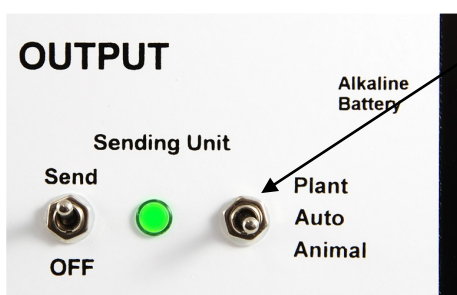 OUTPUT
Alkaline
Battery
Sending Unit
Send
OFF
Plant
Auto
Animal